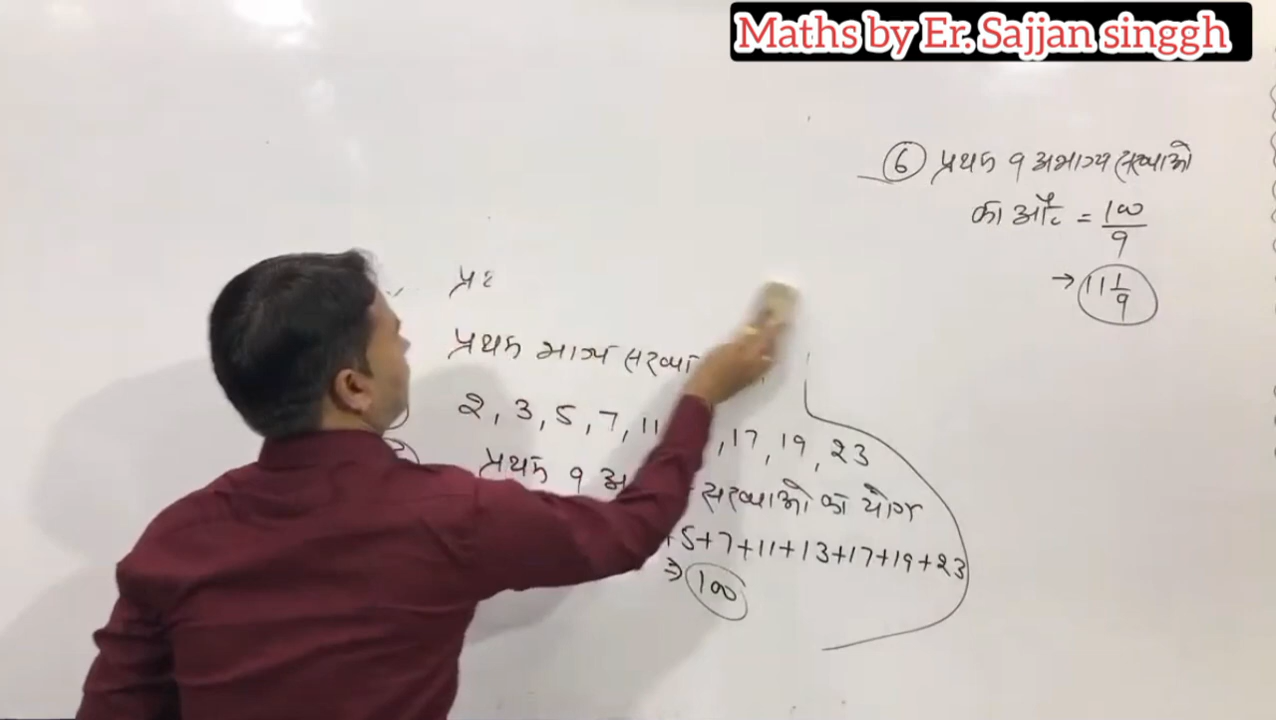 Maths by Er. Sajjan singgh
6 प्रथम 9 अभाज्य संख्याओ
का औ० = 100/9
→ 11 1/9
प्र
प्रथम भाज्य संख्या
2, 3, 5, 7, 11, , 17, 19, 23
प्रथम 9 अ संख्याओ का योग
+5+7+11+13+17+19+23
⇒ 100